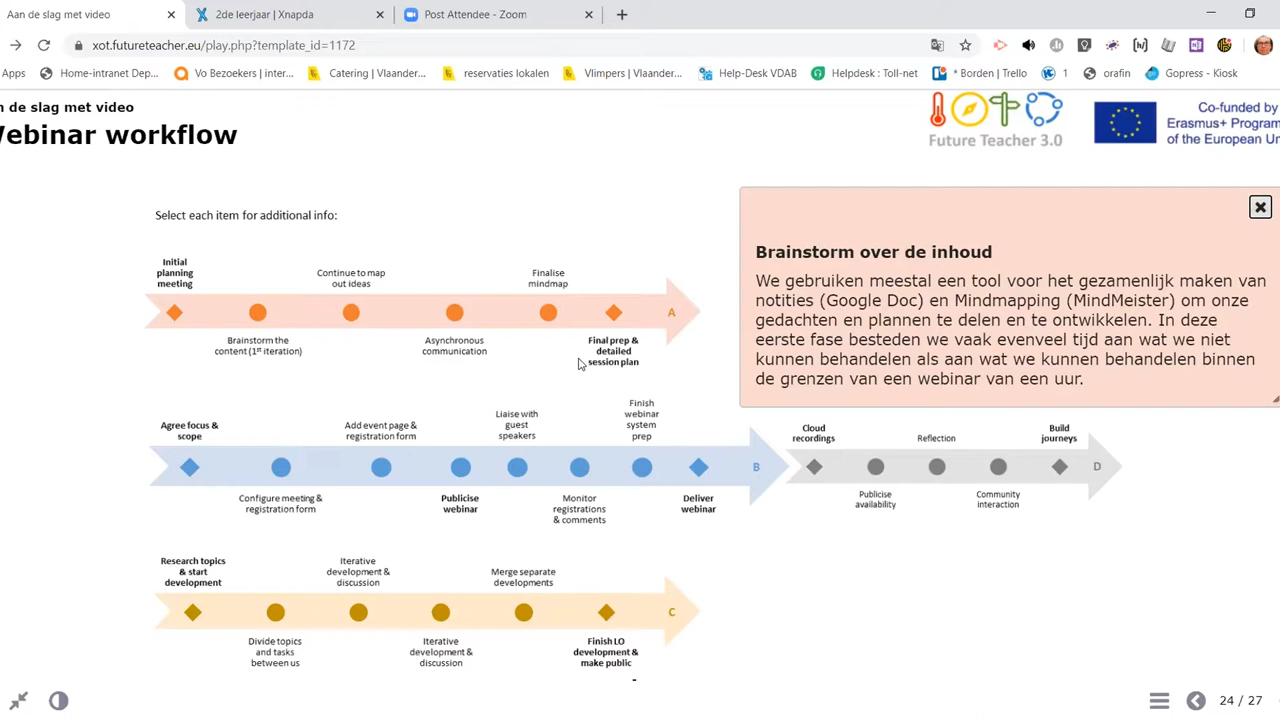 Aan de slag met video
2de leerjaar | Xnapda
Post Attendee - Zoom
xot.futureteacher.eu/play.php?template_id=1172
Apps
Home-intranet Dep...
Vo Bezoekers | inter...
Catering | Vlaander...
reservaties lokalen
Vlimpers | Vlaander...
Help-Desk VDAB
Helpdesk : Toll-net
* Borden | Trello
1
orafin
Gopress - Kiosk
n de slag met video
Webinar workflow
Future Teacher 3.0
Co-funded by
Erasmus+ Program
of the European Un
Select each item for additional info:
Initial
planning
meeting
Continue to map
out ideas
Finalise
mindmap
A
Brainstorm the
content (1st iteration)
Asynchronous
communication
Final prep &
detailed
session plan
Brainstorm over de inhoud
We gebruiken meestal een tool voor het gezamenlijk maken van
notities (Google Doc) en Mindmapping (MindMeister) om onze
gedachten en plannen te delen en te ontwikkelen. In deze
eerste fase besteden we vaak evenveel tijd aan wat we niet
kunnen behandelen als aan wat we kunnen behandelen binnen
de grenzen van een webinar van een uur.
Agree focus &
scope
Add event page &
registration form
Liaise with
guest
speakers
Finish
webinar
system
prep
B
Configure meeting &
registration form
Publicise
webinar
Monitor
registrations
& comments
Deliver
webinar
Cloud
recordings
Reflection
Build
journeys
D
Publicise
availability
Community
interaction
Research topics
& start
development
Iterative
development &
discussion
Merge separate
developments
C
Divide topics
and tasks
between us
Iterative
development &
discussion
Finish LO
development &
make public
24 / 27